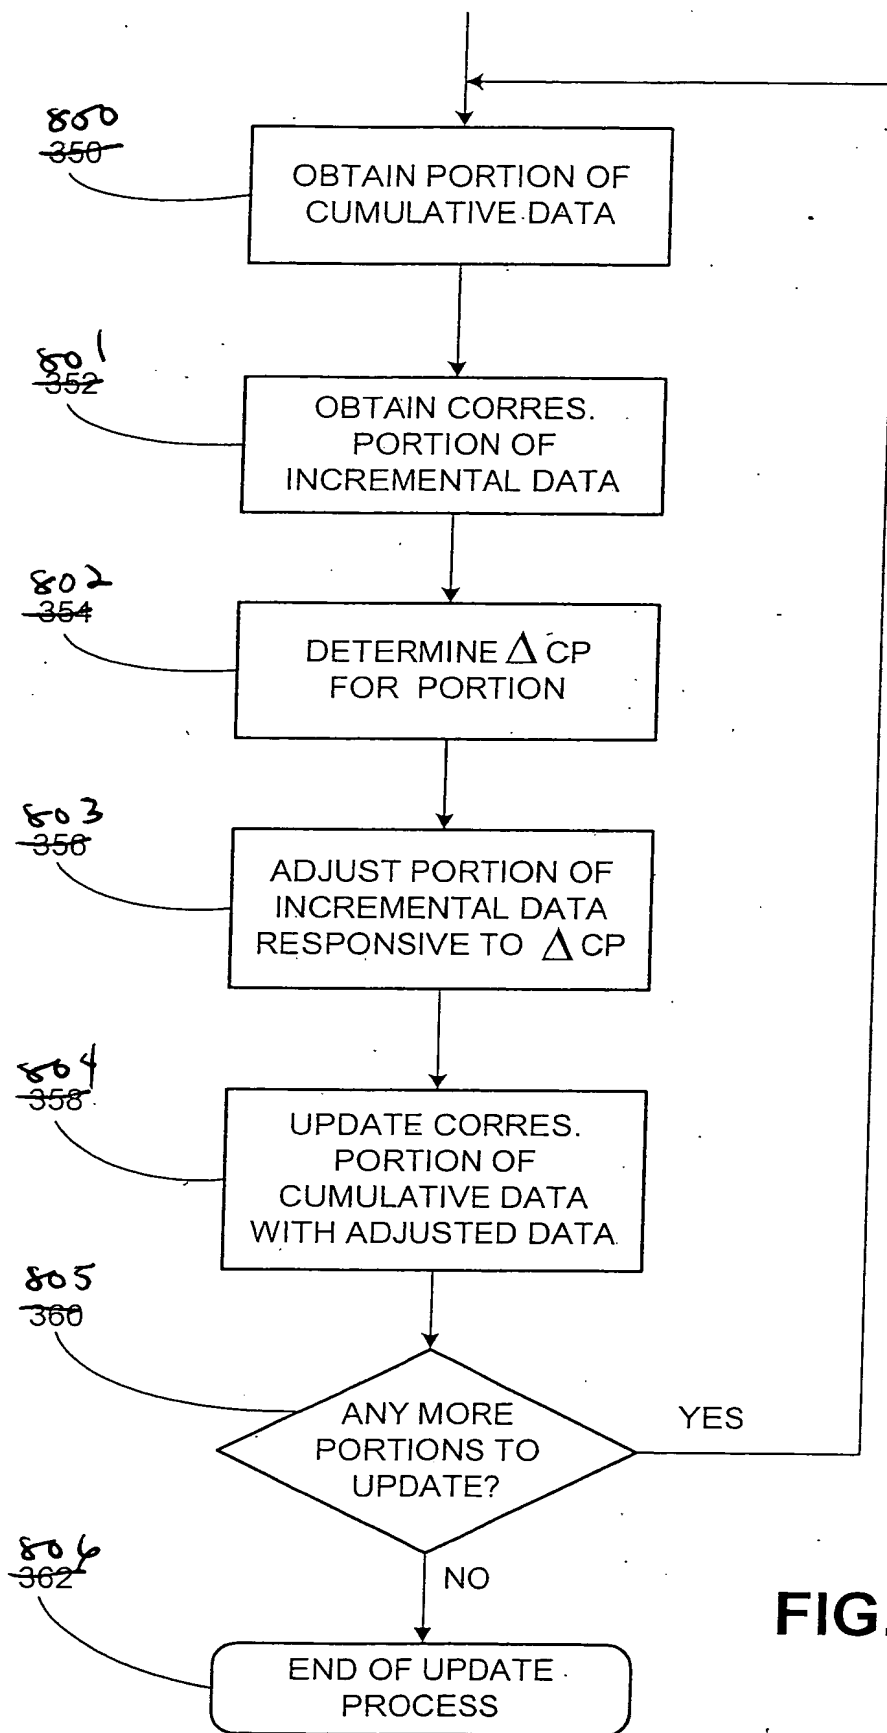 800
350
OBTAIN PORTION OF
CUMULATIVE DATA
801
352
OBTAIN CORRES.
PORTION OF
INCREMENTAL DATA
802
354
DETERMINE Δ CP
FOR PORTION
803
356
ADJUST PORTION OF
INCREMENTAL DATA
RESPONSIVE TO Δ CP
804
358
UPDATE CORRES.
PORTION OF
CUMULATIVE DATA
WITH ADJUSTED DATA
805
360
ANY MORE
PORTIONS TO
UPDATE?
YES
806
362
NO
FIG.
END OF UPDATE
PROCESS